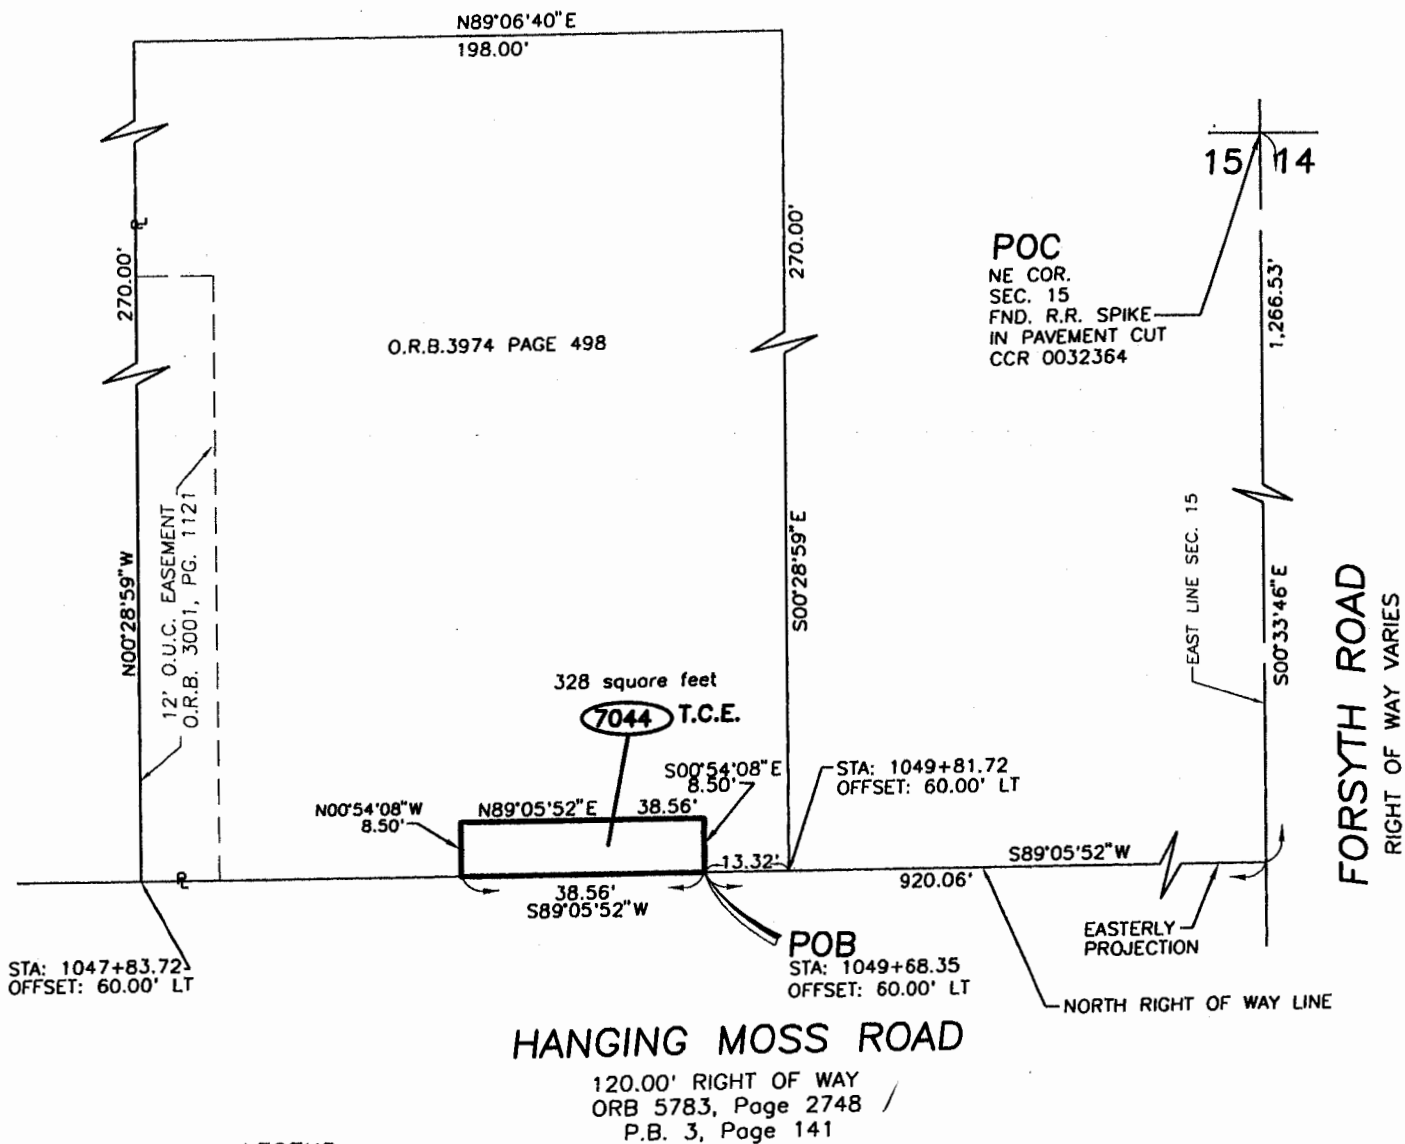 N89°06'40"E
198.00'
15 14
270.00'
270.00'
POC
NE COR.
SEC. 15
FND. R.R. SPIKE
IN PAVEMENT CUT
CCR 0032364
1,266.53'
O.R.B.3974 PAGE 498
N00°28'59"W
12' O.U.C. EASEMENT
O.R.B. 3001, PG. 1121
S00°28'59"E
EAST LINE SEC. 15
S00°33'46"E
FORSYTH ROAD
RIGHT OF WAY VARIES
328 square feet
7044 T.C.E.
S00°54'08"E
8.50'
STA: 1049+81.72
OFFSET: 60.00' LT
N00°54'08"W
8.50'
N89°05'52"E 38.56'
13.32'
S89°05'52"W
920.06'
38.56'
S89°05'52"W
EASTERLY
PROJECTION
POB
STA: 1049+68.35
OFFSET: 60.00' LT
STA: 1047+83.72
OFFSET: 60.00' LT
NORTH RIGHT OF WAY LINE
HANGING MOSS ROAD
120.00' RIGHT OF WAY
ORB 5783, Page 2748
P.B. 3, Page 141